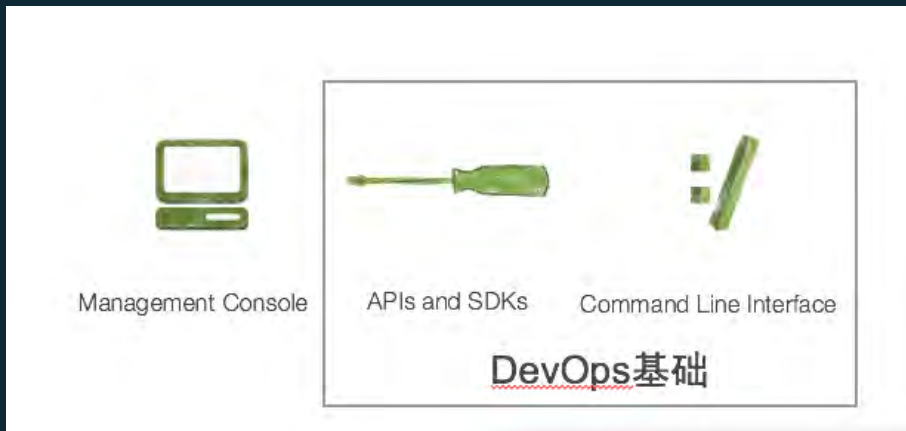 Management Console
APIs and SDKs
Command Line Interface
DevOps基础